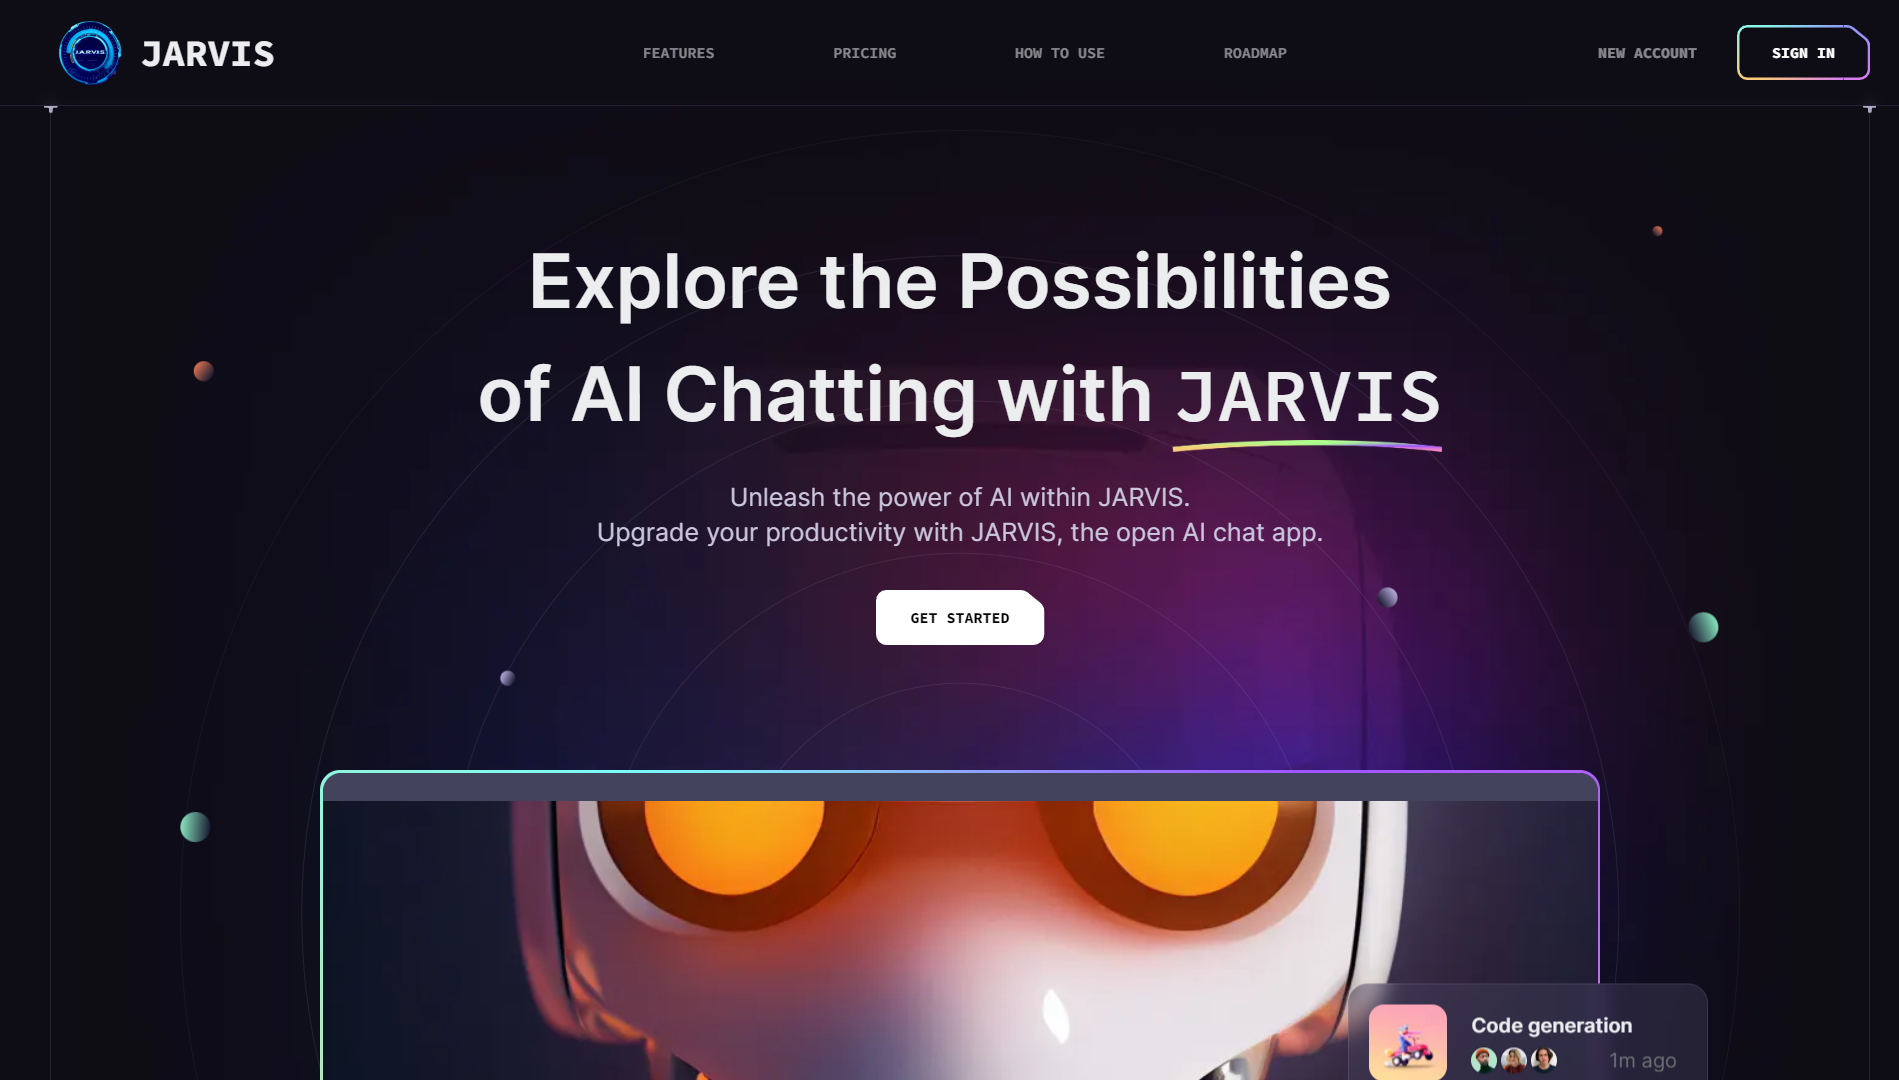 JARVIS
JARVIS
FEATURES
PRICING
HOW TO USE
ROADMAP
NEW ACCOUNT
SIGN IN
Explore the Possibilities
of AI Chatting with JARVIS
Unleash the power of AI within JARVIS.
Upgrade your productivity with JARVIS, the open AI chat app.
GET STARTED
Code generation
1m ago